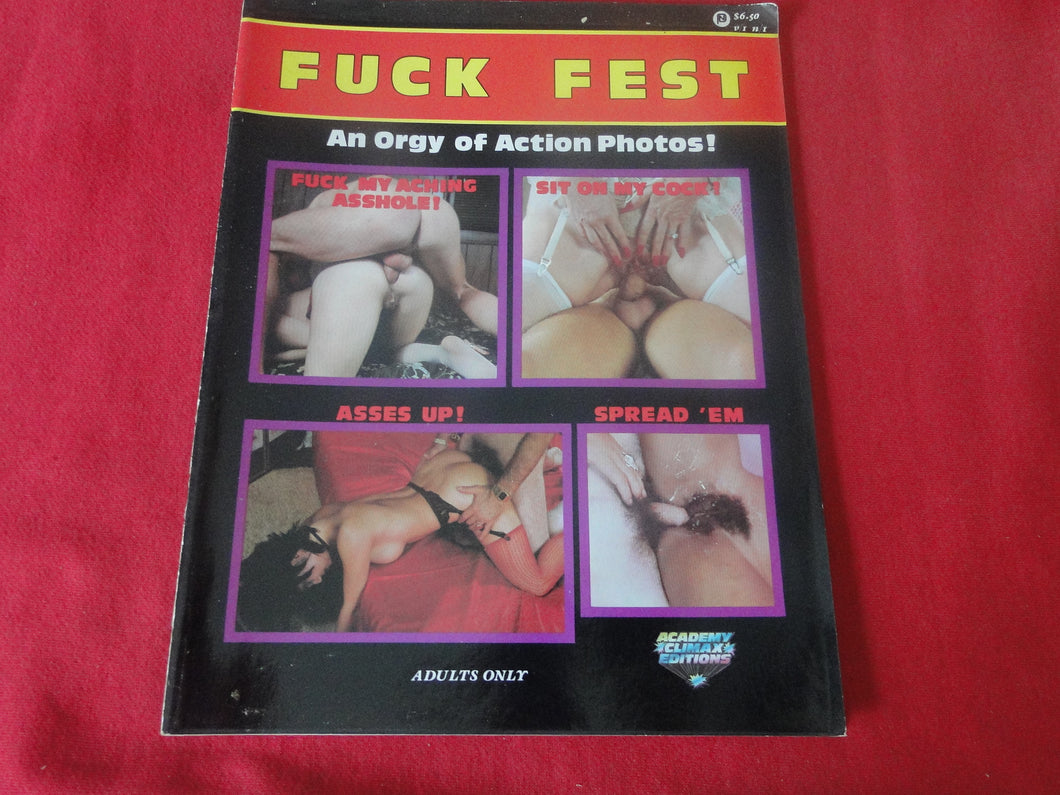 $6.50
VINI
FUCK FEST
An Orgy of Action Photos!
FUCK MY ACHING
ASSHOLE!
SIT ON MY COCK!
ASSES UP!
SPREAD 'EM
ACADEMY
CLIMAX
EDITIONS
ADULTS ONLY